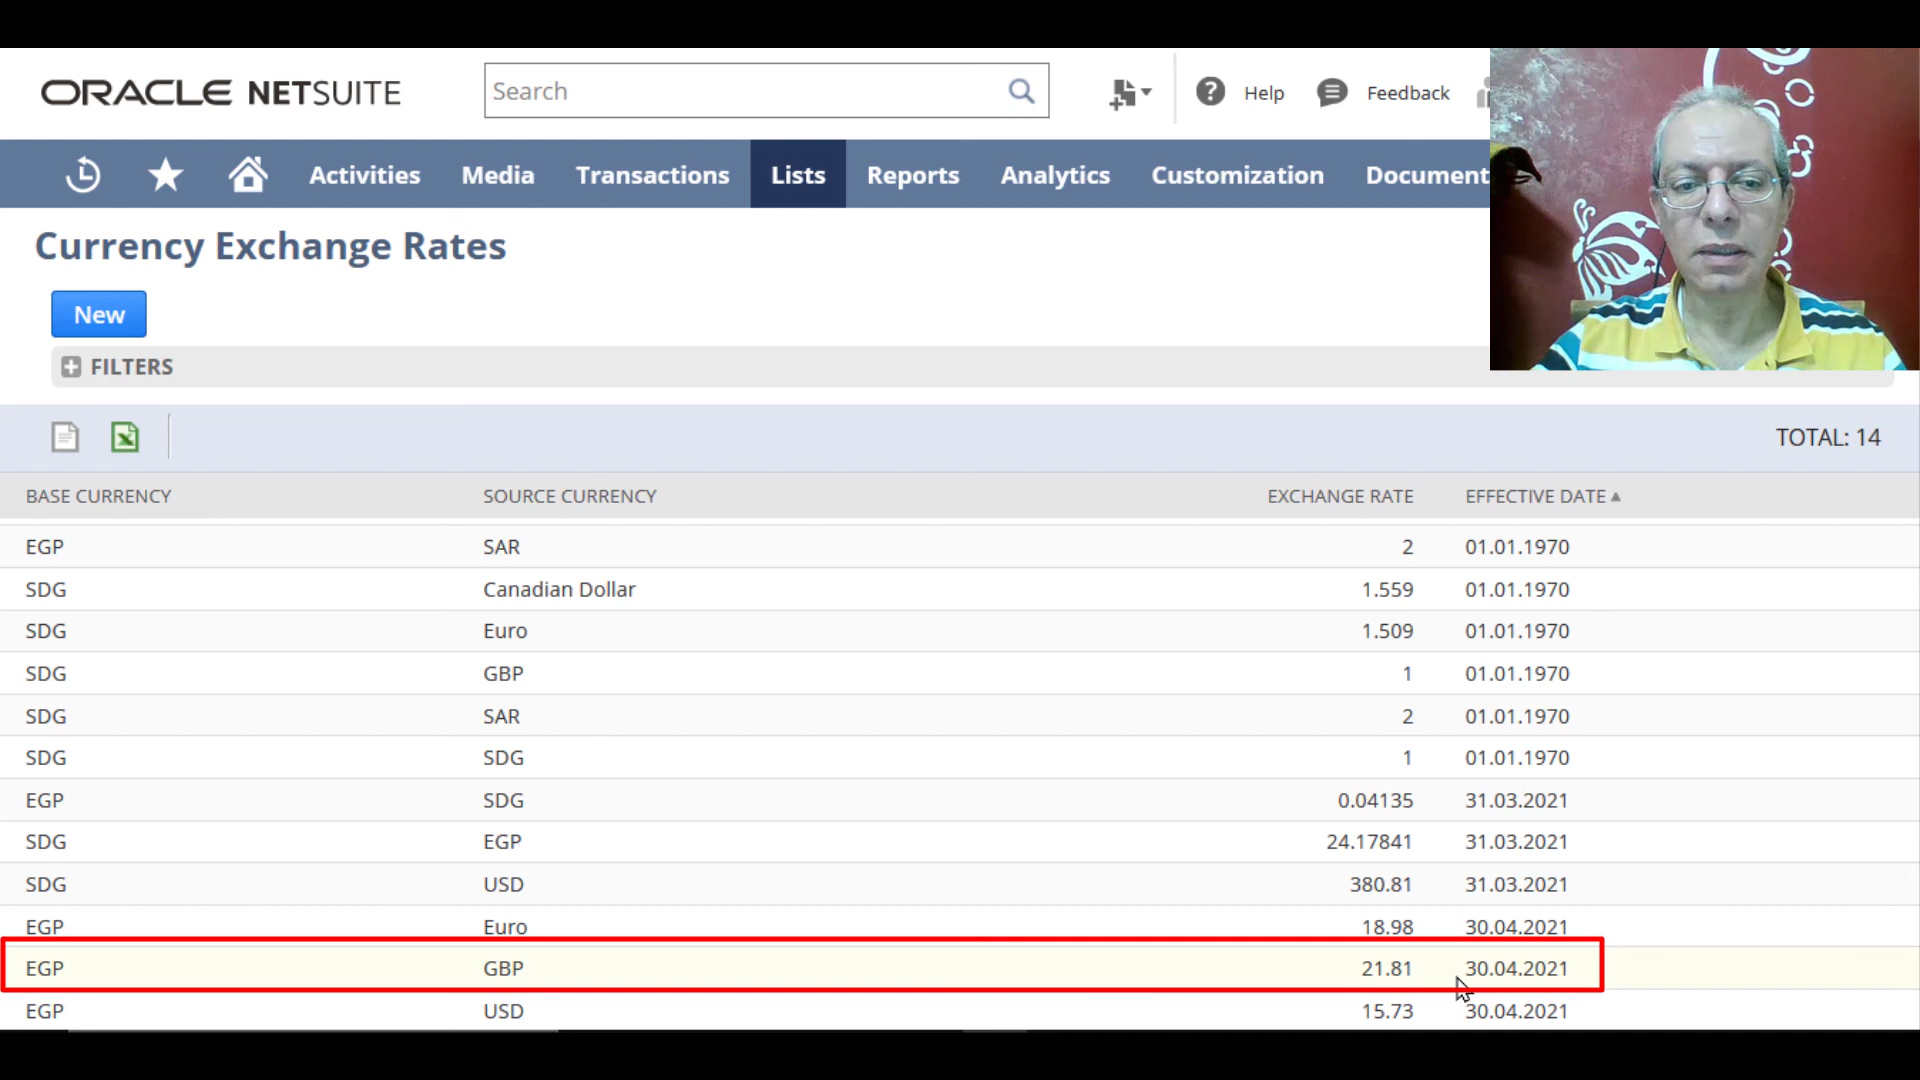 ORACLE NETSUITE
Search
Help
Feedback
Activities
Media
Transactions
Lists
Reports
Analytics
Customization
Document
Currency Exchange Rates
New
FILTERS
TOTAL: 14
BASE CURRENCY SOURCE CURRENCY EXCHANGE RATE EFFECTIVE DATE
EGP SAR 2 01.01.1970
SDG Canadian Dollar 1.559 01.01.1970
SDG Euro 1.509 01.01.1970
SDG GBP 1 01.01.1970
SDG SAR 2 01.01.1970
SDG SDG 1 01.01.1970
EGP SDG 0.04135 31.03.2021
SDG EGP 24.17841 31.03.2021
SDG USD 380.81 31.03.2021
EGP Euro 18.98 30.04.2021
EGP GBP 21.81 30.04.2021
EGP USD 15.73 30.04.2021